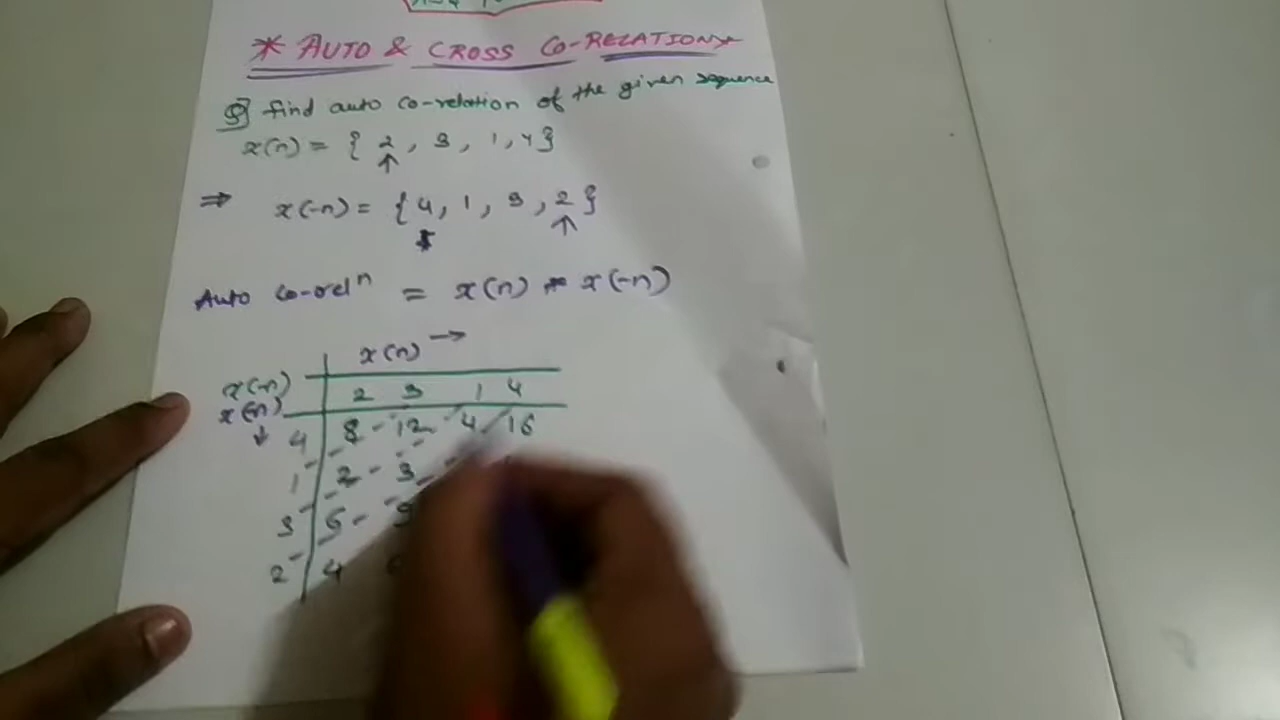 * AUTO & CROSS CO-RELATION *
Q] find auto co-relation of the given sequence
x(n) = { 2, 3, 1, 4}
↑
⇒ x(-n) = {4, 1, 3, 2}
↑
Auto co-reln = x(n) * x(-n)
x(n) →
x(-n) 2 3 1 4
x(n)
↓ 4 8 12 4 16
1 2 3
3 6 9
2 4